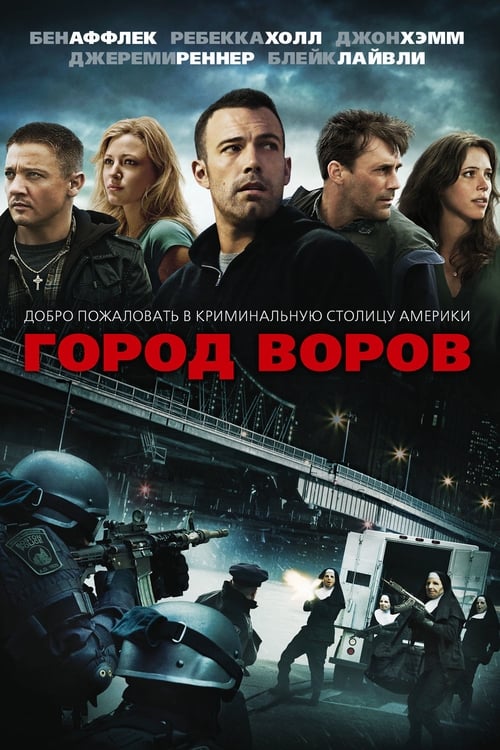 БЕНАФФЛЕК РЕБЕККАХОЛЛ ДЖОНХЭММ
ДЖЕРЕМИРЕННЕР БЛЕЙКЛАЙВЛИ
ДОБРО ПОЖАЛОВАТЬ В КРИМИНАЛЬНУЮ СТОЛИЦУ АМЕРИКИ
ГОРОД ВОРОВ